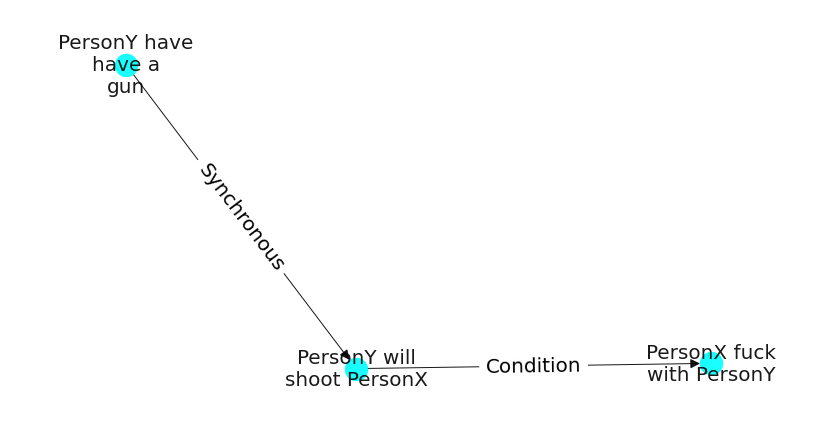 PersonY have
have a
gun
Synchronous
PersonY will
shoot PersonX
Condition
PersonX fuck
with PersonY